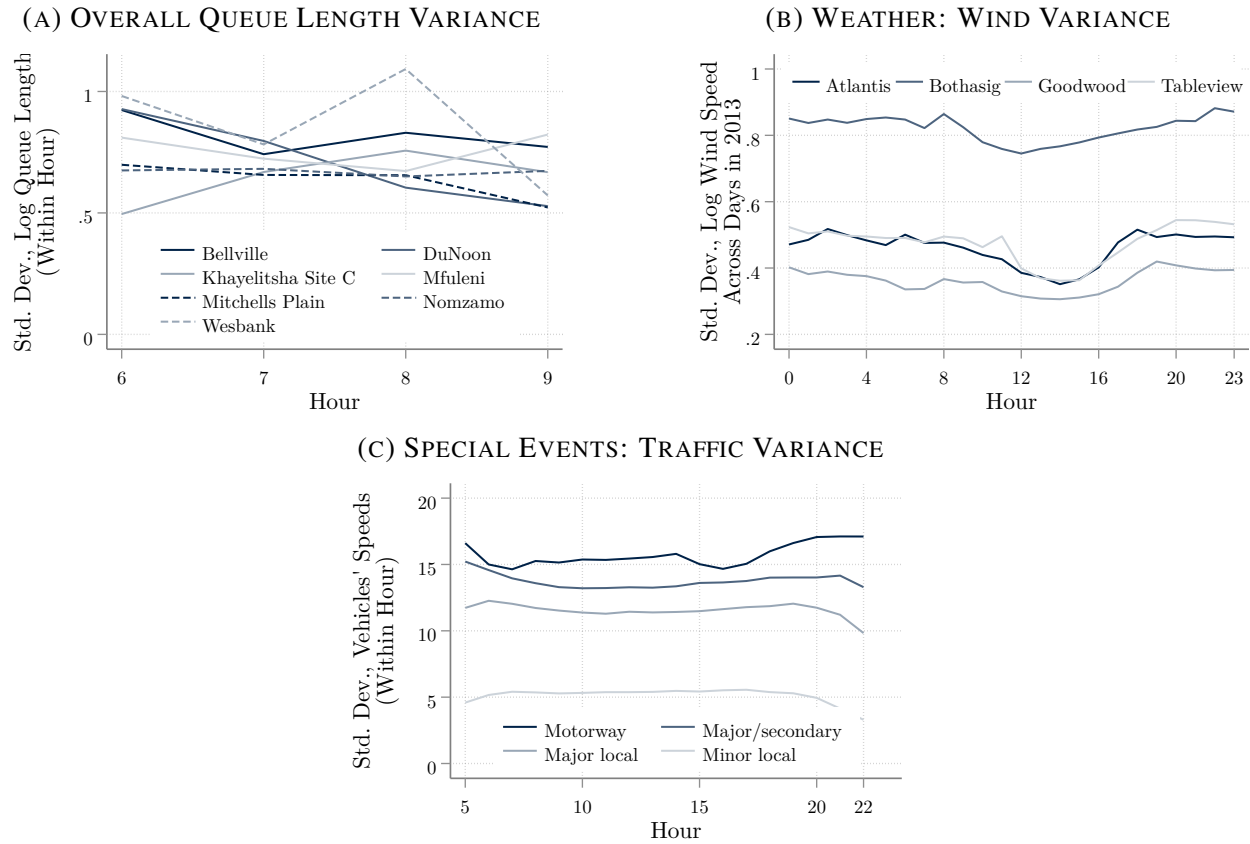 (A) OVERALL QUEUE LENGTH VARIANCE
Std. Dev., Log Queue Length
(Within Hour)
1
.5
0
Bellville
DuNoon
Khayelitsha Site C
Mfuleni
Mitchells Plain
Nomzamo
Wesbank
6 7 8 9
Hour
(B) WEATHER: WIND VARIANCE
Std. Dev., Log Wind Speed
Across Days in 2013
1
.8
.6
.4
.2
Atlantis Bothasig Goodwood Tableview
0 4 8 12 16 20 23
Hour
(C) SPECIAL EVENTS: TRAFFIC VARIANCE
Std. Dev., Vehicles' Speeds
(Within Hour)
20
15
10
5
0
Motorway
Major/secondary
Major local
Minor local
5 10 15 20 22
Hour